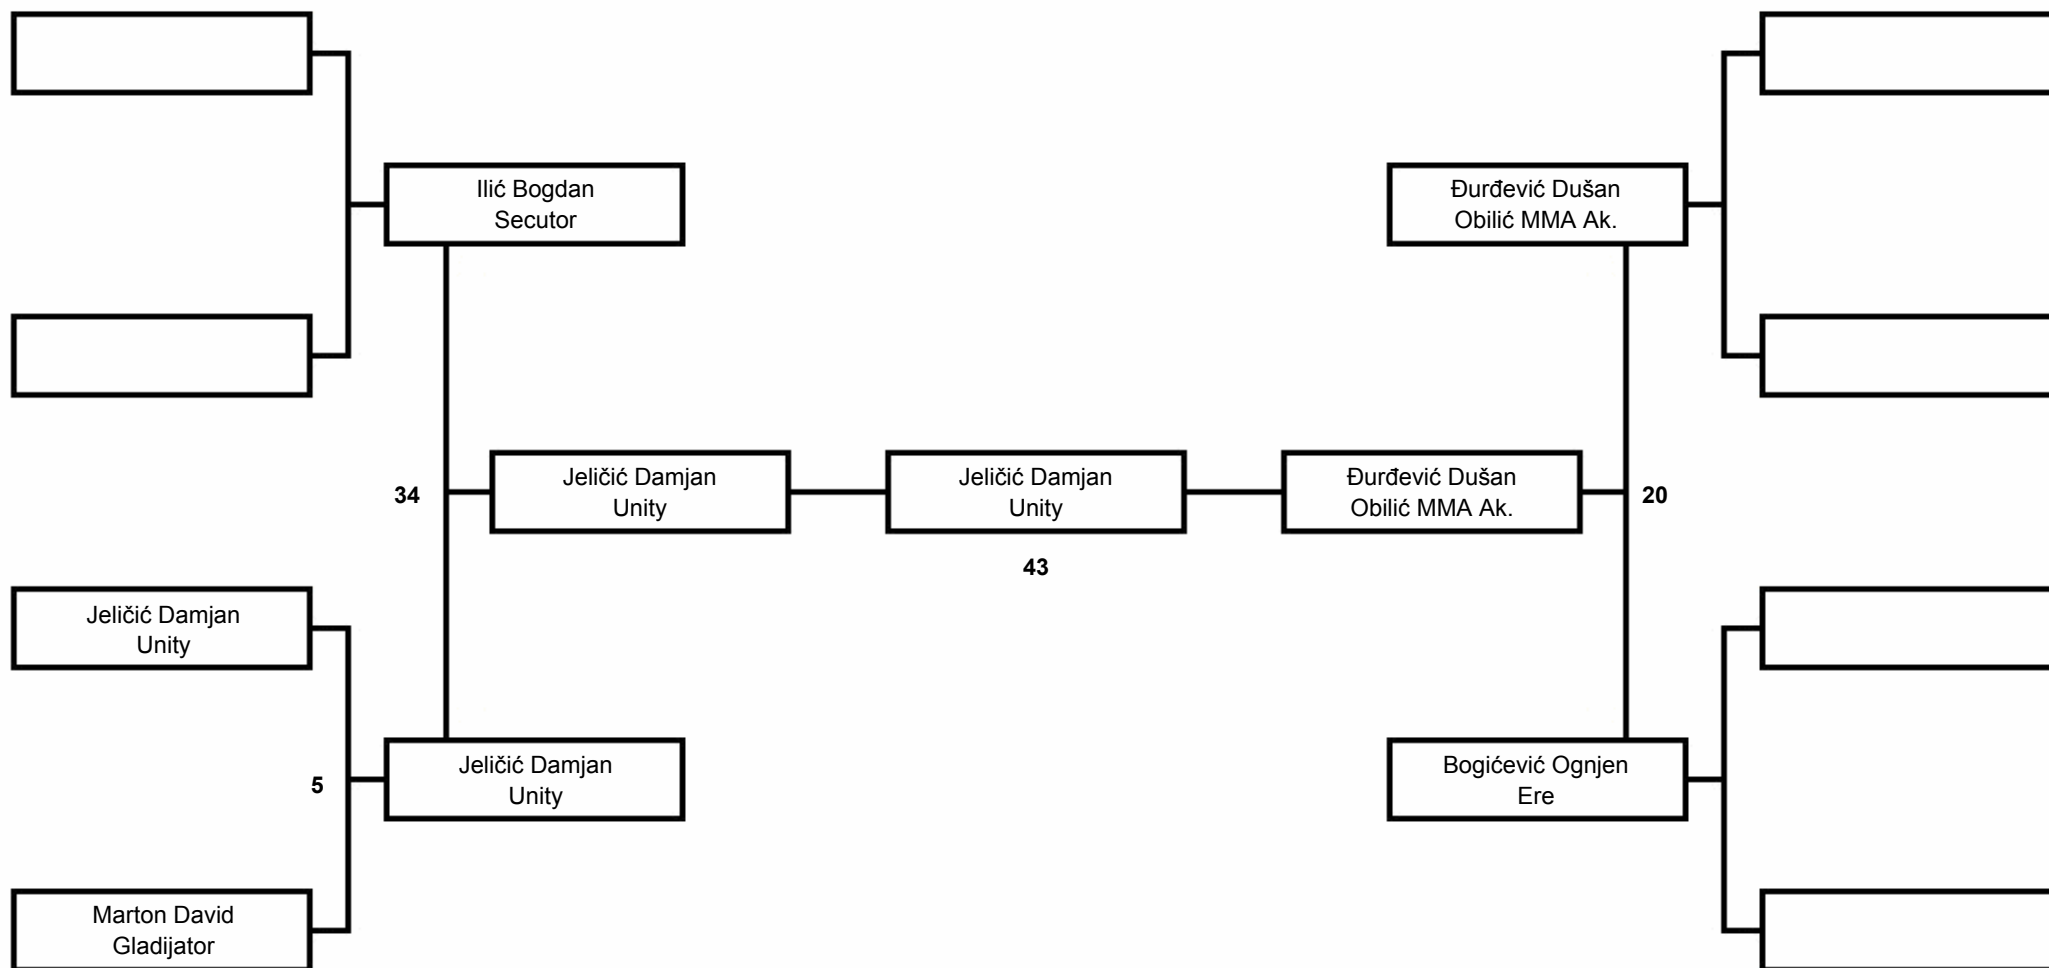 Ilić Bogdan
Secutor
Đurđević Dušan
Obilić MMA Ak.
34
Jeličić Damjan
Unity
Jeličić Damjan
Unity
43
Đurđević Dušan
Obilić MMA Ak.
20
Jeličić Damjan
Unity
5
Jeličić Damjan
Unity
Bogićević Ognjen
Ere
Marton David
Gladijator